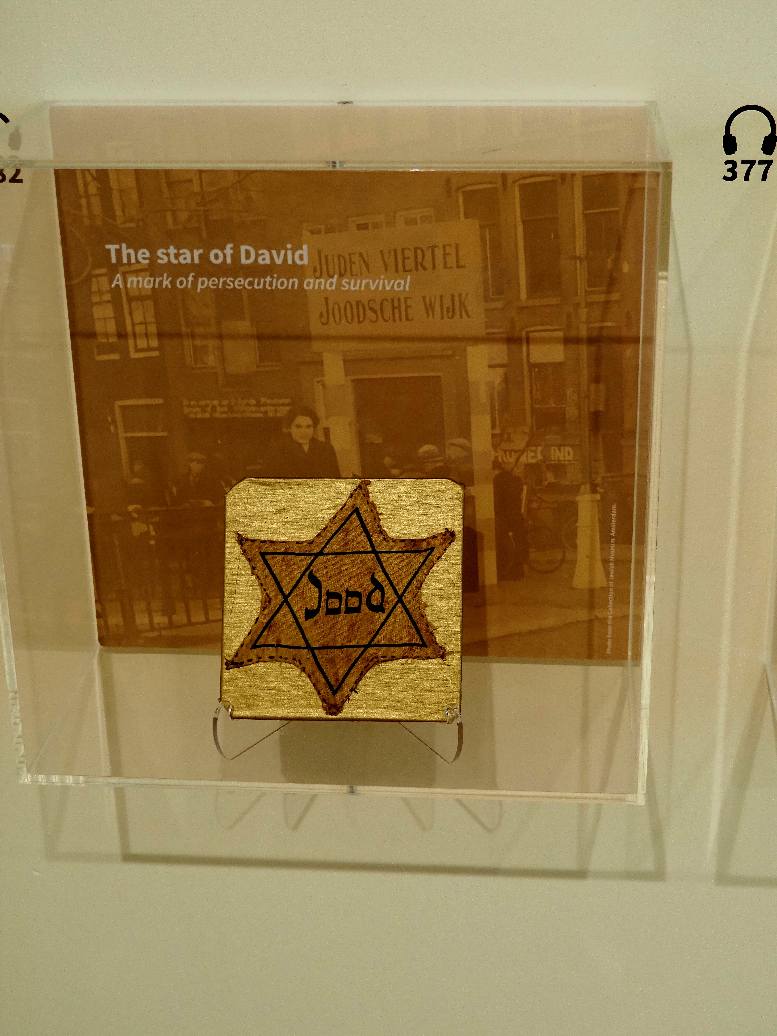 The star of David
A mark of persecution and survival
JUDEN VIERTEL
JOODSCHE WIJK
Jood
32
377